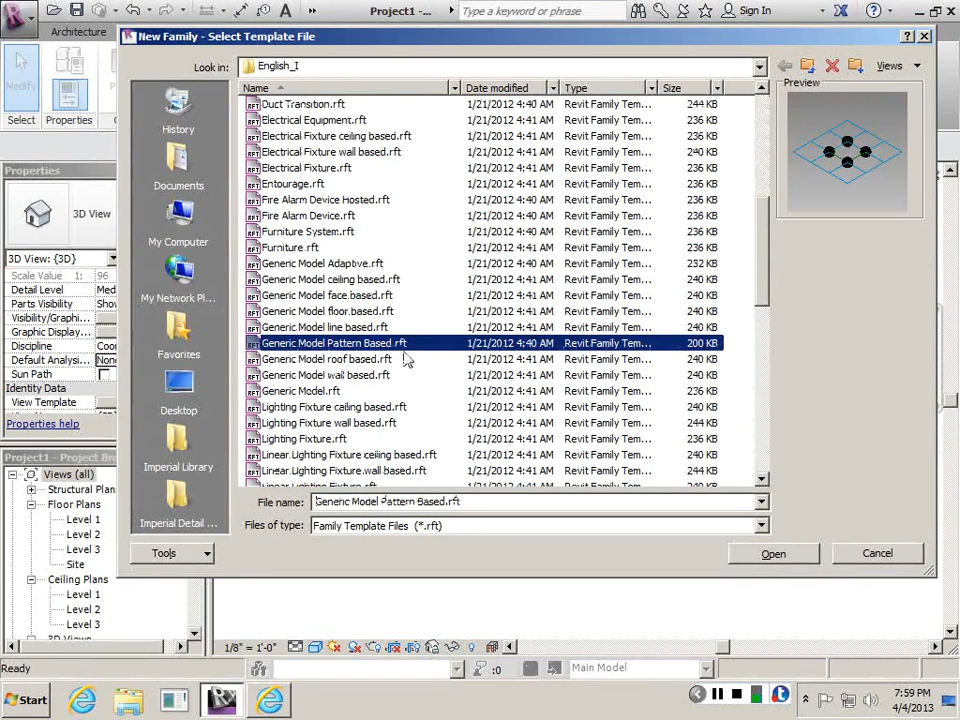 Project1 -...
Type a keyword or phrase
Sign In
Architecture
New Family - Select Template File
Modify
Select
Properties
Look in:
English_I
Views
Name
Date modified
Type
Size
Preview
Duct Transition.rft 1/21/2012 4:40 AM Revit Family Tem... 244 KB
Electrical Equipment.rft 1/21/2012 4:41 AM Revit Family Tem... 236 KB
Electrical Fixture ceiling based.rft 1/21/2012 4:41 AM Revit Family Tem... 236 KB
Electrical Fixture wall based.rft 1/21/2012 4:40 AM Revit Family Tem... 240 KB
Electrical Fixture.rft 1/21/2012 4:41 AM Revit Family Tem... 236 KB
Entourage.rft 1/21/2012 4:40 AM Revit Family Tem... 236 KB
Fire Alarm Device Hosted.rft 1/21/2012 4:41 AM Revit Family Tem... 236 KB
Fire Alarm Device.rft 1/21/2012 4:41 AM Revit Family Tem... 236 KB
Furniture System.rft 1/21/2012 4:41 AM Revit Family Tem... 236 KB
Furniture.rft 1/21/2012 4:40 AM Revit Family Tem... 236 KB
Generic Model Adaptive.rft 1/21/2012 4:40 AM Revit Family Tem... 232 KB
Generic Model ceiling based.rft 1/21/2012 4:41 AM Revit Family Tem... 240 KB
Generic Model face based.rft 1/21/2012 4:41 AM Revit Family Tem... 240 KB
Generic Model floor based.rft 1/21/2012 4:41 AM Revit Family Tem... 240 KB
Generic Model line based.rft 1/21/2012 4:41 AM Revit Family Tem... 240 KB
Generic Model Pattern Based.rft 1/21/2012 4:40 AM Revit Family Tem... 200 KB
Generic Model roof based.rft 1/21/2012 4:41 AM Revit Family Tem... 240 KB
Generic Model wall based.rft 1/21/2012 4:41 AM Revit Family Tem... 240 KB
Generic Model.rft 1/21/2012 4:41 AM Revit Family Tem... 236 KB
Lighting Fixture ceiling based.rft 1/21/2012 4:41 AM Revit Family Tem... 240 KB
Lighting Fixture wall based.rft 1/21/2012 4:41 AM Revit Family Tem... 244 KB
Lighting Fixture.rft 1/21/2012 4:41 AM Revit Family Tem... 236 KB
Linear Lighting Fixture ceiling based.rft 1/21/2012 4:41 AM Revit Family Tem... 240 KB
Linear Lighting Fixture wall based.rft 1/21/2012 4:41 AM Revit Family Tem... 244 KB
History
Documents
My Computer
My Network Pl...
Favorites
Desktop
Imperial Library
Imperial Detail ...
File name:
Generic Model Pattern Based.rft
Files of type:
Family Template Files (*.rft)
Tools
Open
Cancel
Properties
3D View
3D View: {3D}
Scale Value 1: 96
Detail Level Med
Parts Visibility Show
Visibility/Graphi...
Graphic Display...
Discipline Coor
Default Analysi... None
Sun Path
Identity Data
View Template
Properties help
Project1 -
Views (all)
Structural Plan
Floor Plans
Level 1
Level 2
Level 3
Site
Ceiling Plans
Level 1
Level 2
Level 3
1/8" = 1'-0"
Ready
:0
Main Model
Start
7:59 PM
4/4/2013